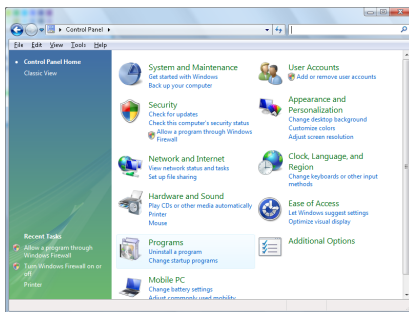 Control Panel
File Edit View Tools Help
Control Panel Home
Classic View
System and Maintenance
Get started with Windows
Back up your computer
User Accounts
Add or remove user accounts
Security
Check for updates
Check this computer's security status
Allow a program through Windows
Firewall
Appearance and
Personalization
Change desktop background
Customize colors
Adjust screen resolution
Network and Internet
View network status and tasks
Set up file sharing
Clock, Language, and
Region
Change keyboards or other input
methods
Hardware and Sound
Play CDs or other media automatically
Printer
Mouse
Ease of Access
Let Windows suggest settings
Optimize visual display
Programs
Uninstall a program
Change startup programs
Additional Options
Mobile PC
Change battery settings
Adjust commonly used mobility
Recent Tasks
Allow a program through
Windows Firewall
Turn Windows Firewall on or
off
Printer